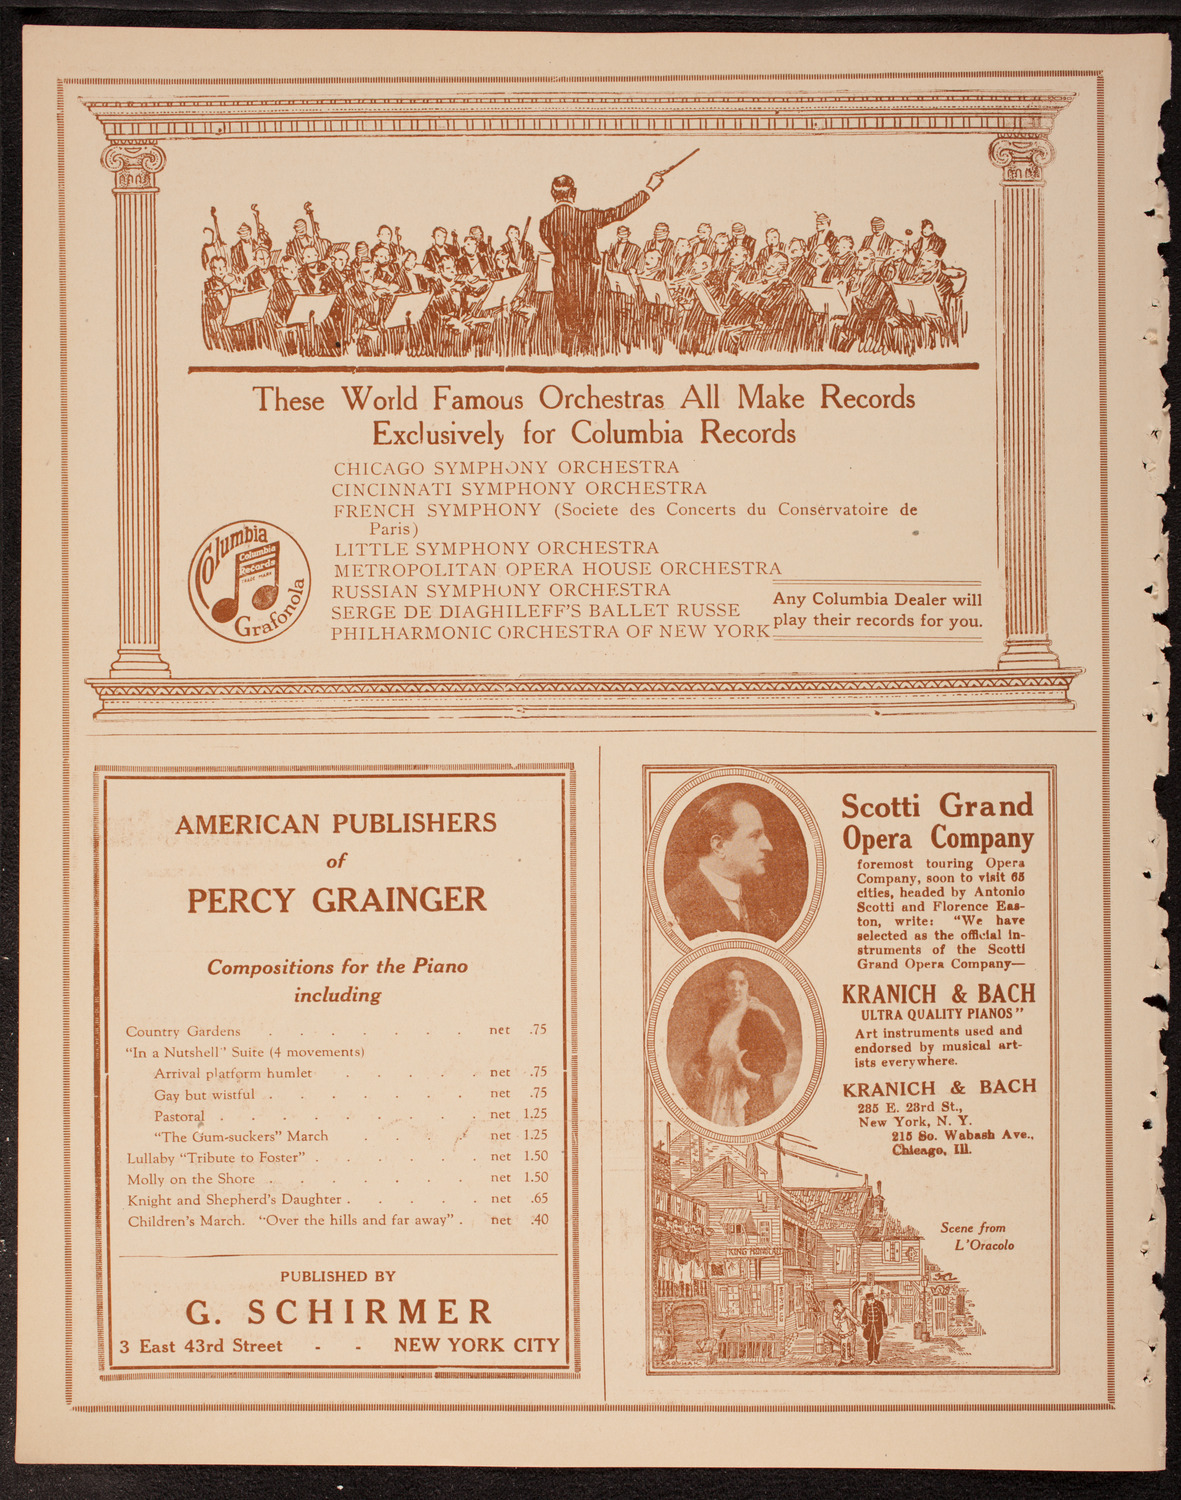 These World Famous Orchestras All Make Records
Exclusively for Columbia Records
CHICAGO SYMPHONY ORCHESTRA
CINCINNATI SYMPHONY ORCHESTRA
FRENCH SYMPHONY (Societe des Concerts du Conservatoire de
Paris)
LITTLE SYMPHONY ORCHESTRA
METROPOLITAN OPERA HOUSE ORCHESTRA
RUSSIAN SYMPHONY ORCHESTRA
SERGE DE DIAGHILEFF'S BALLET RUSSE
PHILHARMONIC ORCHESTRA OF NEW YORK
Columbia
Columbia
Records
TRADE MARK
Grafonola
Any Columbia Dealer will
play their records for you.
AMERICAN PUBLISHERS
of
PERCY GRAINGER
Compositions for the Piano
including
Country Gardens . . . . . . . net .75
"In a Nutshell" Suite (4 movements)
Arrival platform humlet . . . . net .75
Gay but wistful . . . . . . net .75
Pastoral . . . . . . . net 1.25
"The Gum-suckers" March . . . . net 1.25
Lullaby "Tribute to Foster" . . . . . net 1.50
Molly on the Shore . . . . . . net 1.50
Knight and Shepherd's Daughter . . . . net .65
Children's March. "Over the hills and far away" . net .40
PUBLISHED BY
G. SCHIRMER
3 East 43rd Street - - NEW YORK CITY
Scotti Grand
Opera Company
foremost touring Opera
Company, soon to visit 65
cities, headed by Antonio
Scotti and Florence Eas-
ton, write: "We have
selected as the official in-
struments of the Scotti
Grand Opera Company—
KRANICH & BACH
ULTRA QUALITY PIANOS"
Art instruments used and
endorsed by musical art-
ists everywhere.
KRANICH & BACH
235 E. 23rd St.,
New York, N. Y.
215 So. Wabash Ave.,
Chicago, Ill.
Scene from
L'Oracolo